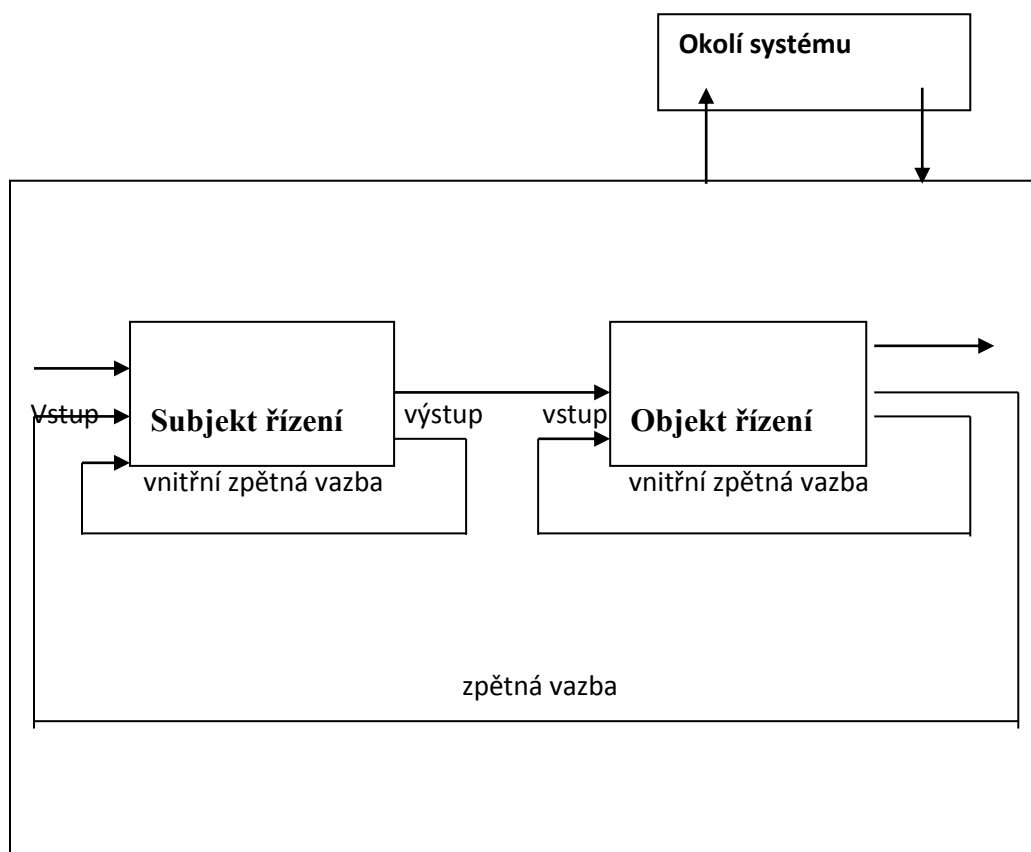 Okolí systému
Vstup
Subjekt řízení
výstup
vstup
Objekt řízení
vnitřní zpětná vazba
vnitřní zpětná vazba
zpětná vazba